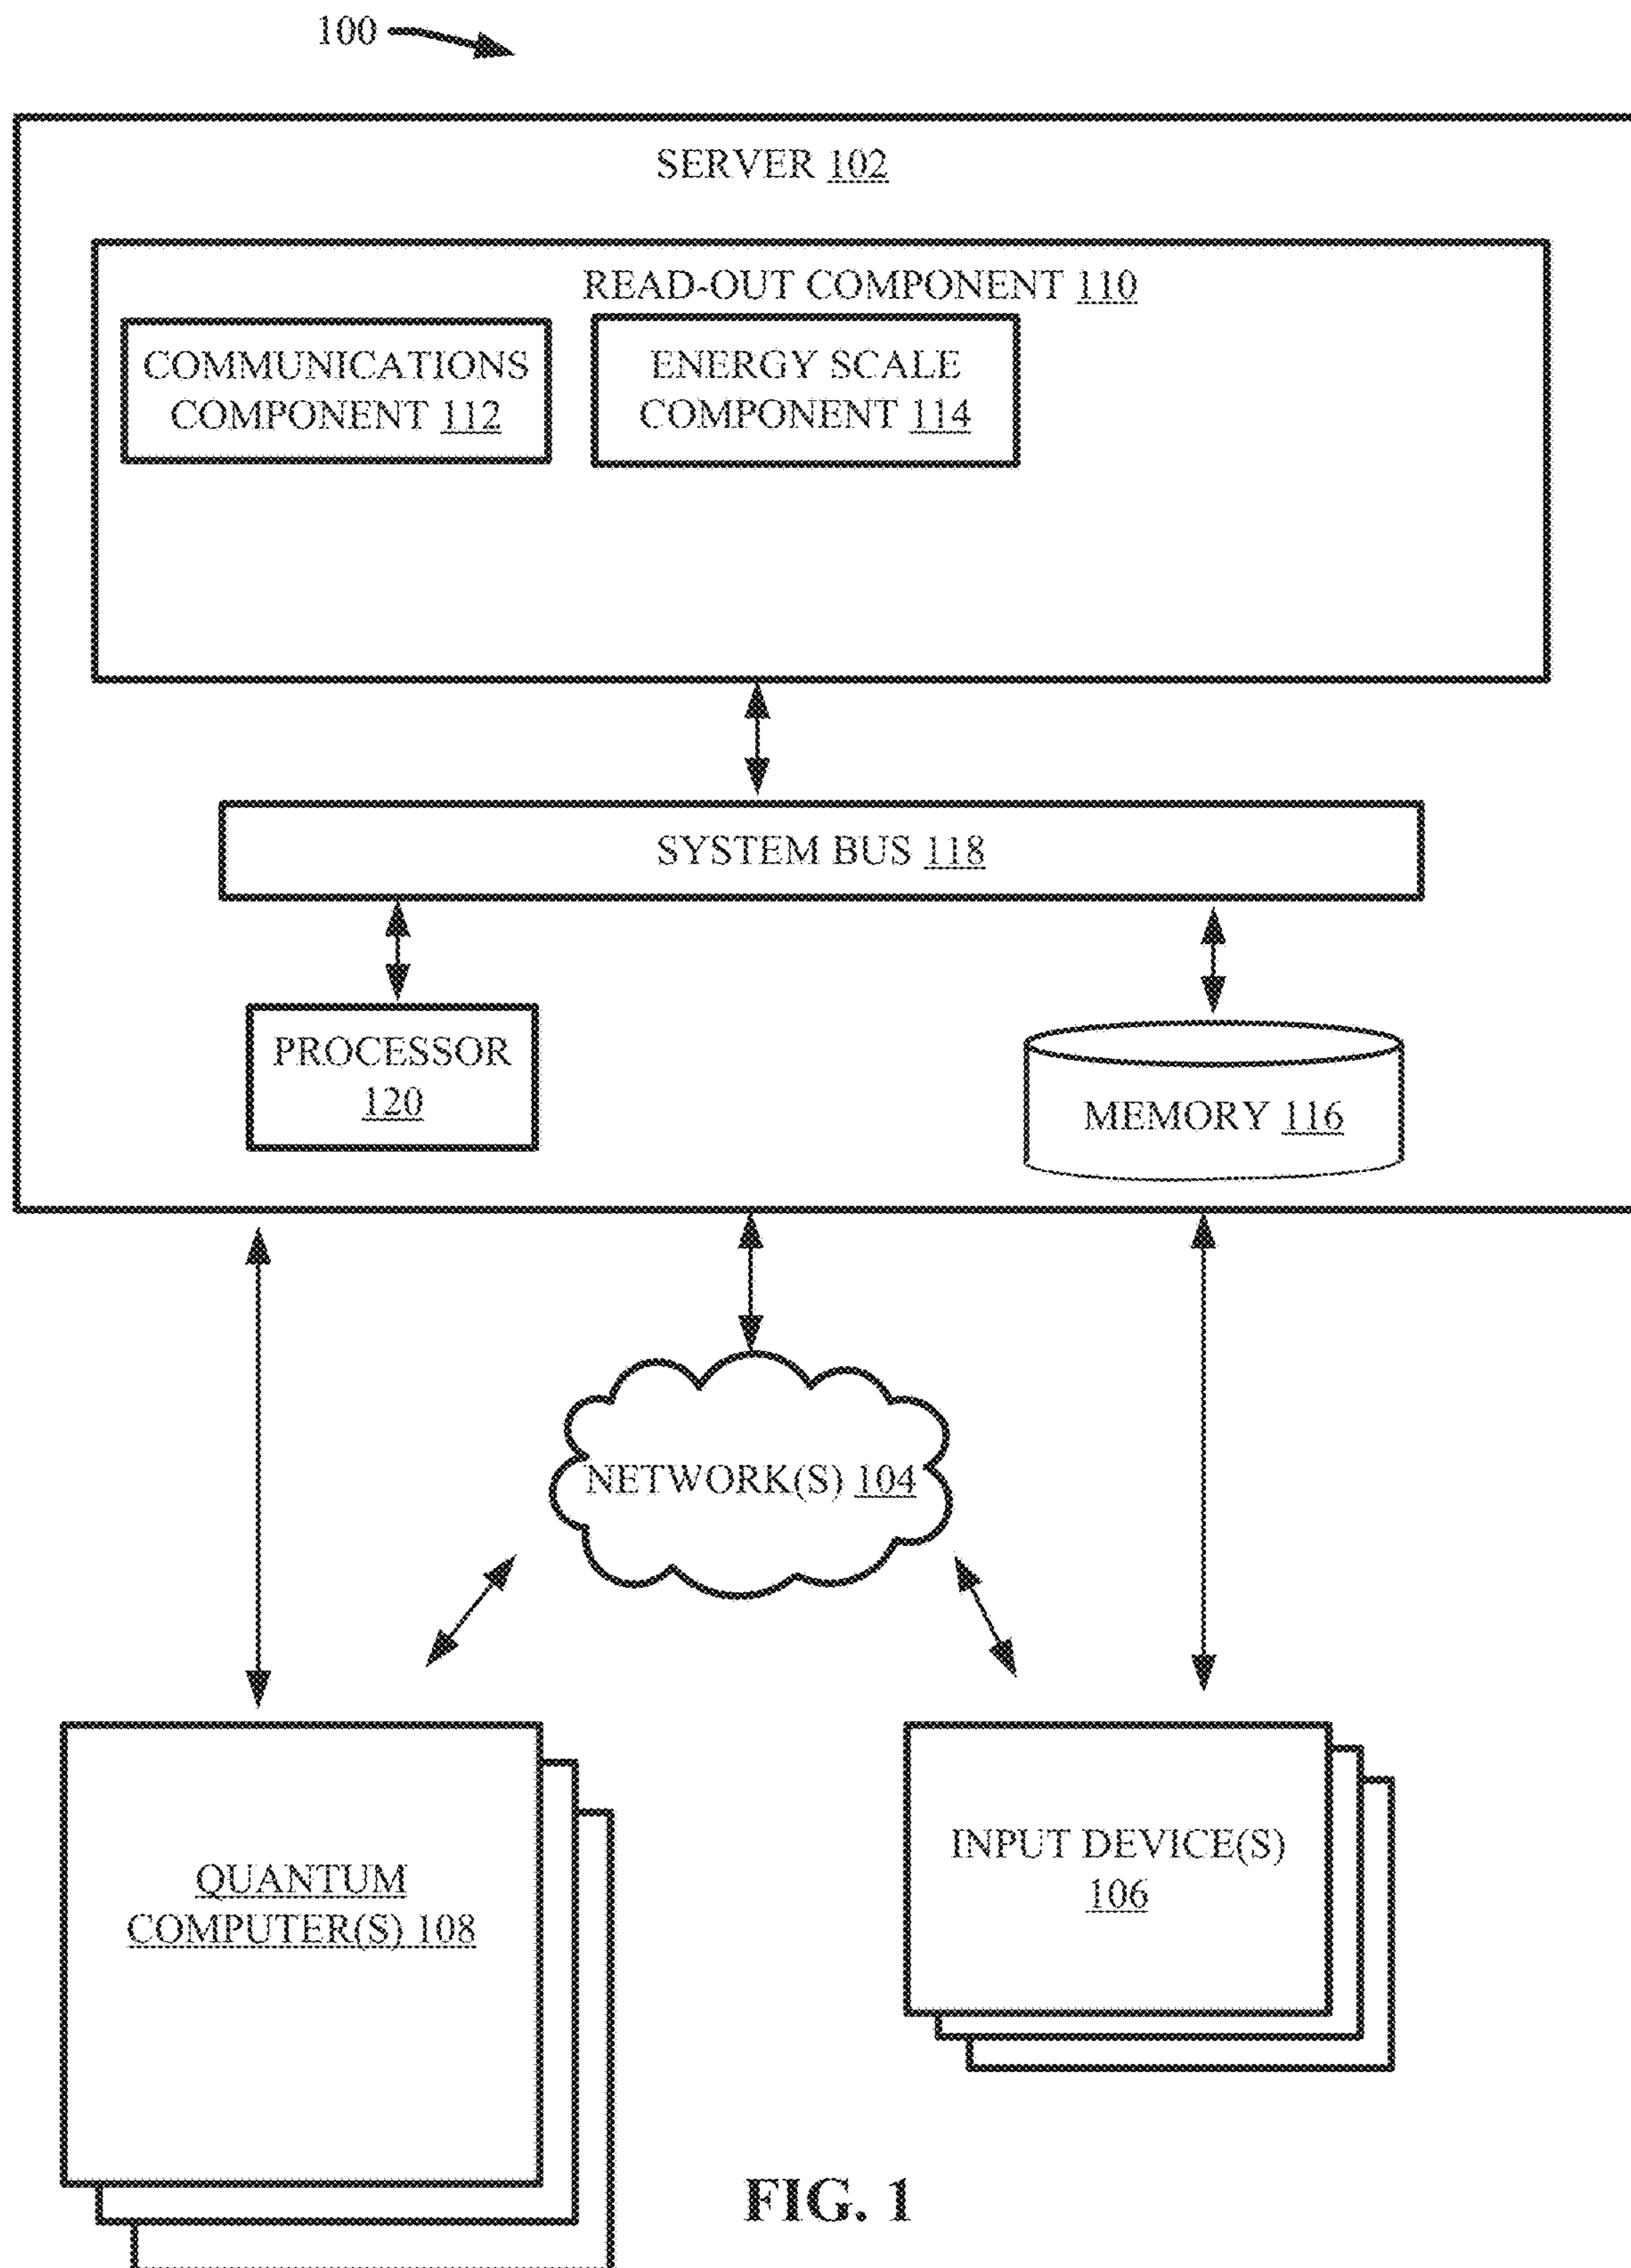 100
SERVER 102
READ-OUT COMPONENT 110
COMMUNICATIONS
COMPONENT 112
ENERGY SCALE
COMPONENT 114
SYSTEM BUS 118
PROCESSOR
120
MEMORY 116
NETWORK(S) 104
QUANTUM
COMPUTER(S) 108
INPUT DEVICE(S)
106
FIG. 1